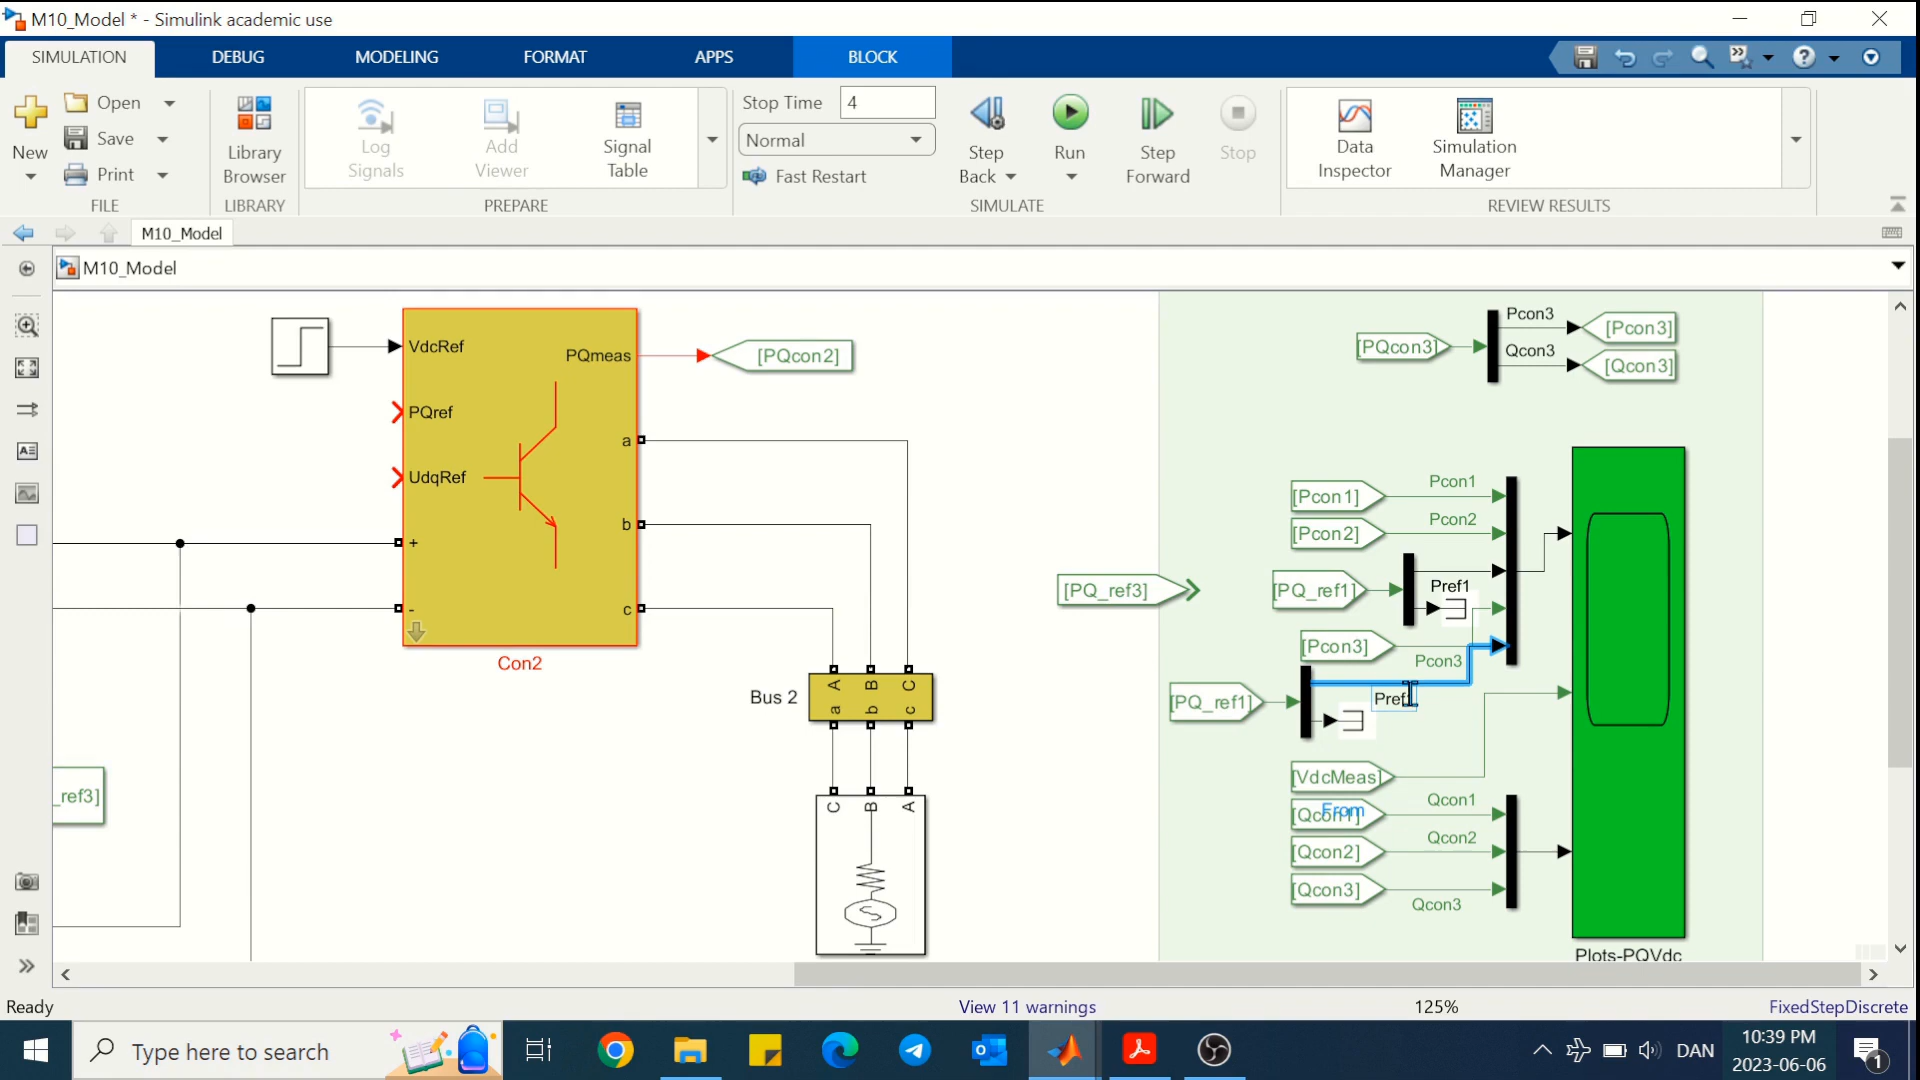 M10_Model * - Simulink academic use
SIMULATION
DEBUG
MODELING
FORMAT
APPS
BLOCK
New
Open
Save
Print
FILE
Library
Browser
LIBRARY
Log
Signals
Add
Viewer
Signal
Table
PREPARE
Stop Time 4
Normal
Fast Restart
Step
Back
Run
Step
Forward
Stop
SIMULATE
Data
Inspector
Simulation
Manager
REVIEW RESULTS
M10_Model
M10_Model
VdcRef
PQref
UdqRef
+
-
PQmeas
a
b
c
Con2
[PQcon2]
Bus 2
A B C
a b c
C B A
_ref3]
[PQcon3]
Pcon3
Qcon3
[Pcon3]
[Qcon3]
[Pcon1]
Pcon1
[Pcon2]
Pcon2
[PQ_ref3]
[PQ_ref1]
Pref1
[Pcon3]
Pcon3
[PQ_ref1]
[VdcMeas]
From
Qcon1
[Qcon2]
Qcon2
[Qcon3]
Qcon3
Plots-PQVdc
Ready
View 11 warnings
125%
FixedStepDiscrete
Type here to search
DAN
10:39 PM
2023-06-06
1